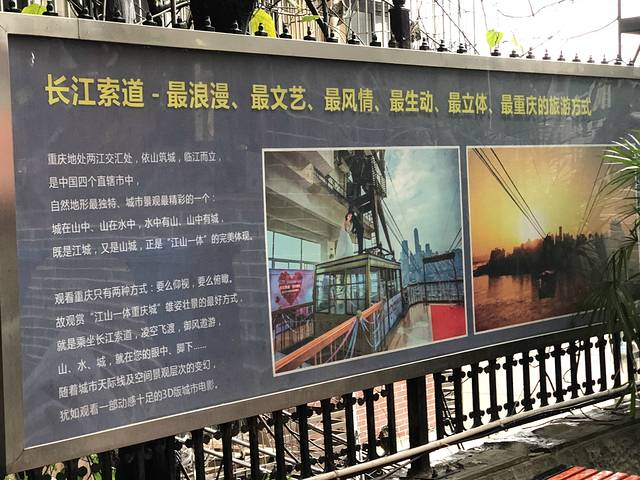 长江索道 - 最浪漫、最文艺、最风情、最生动、最立体、最重庆的旅游方式
重庆地处两江交汇处，依山筑城，临江而立，
是中国四个直辖市中，
自然地形最独特、城市景观最精彩的一个：
城在山中、山在水中，水中有山、山中有城，
既是江城，又是山城，正是“江山一体”的完美体现。
观看重庆只有两种方式：要么仰视，要么俯瞰。
故观赏“江山一体重庆城”雄姿壮景的最好方式，
就是乘坐长江索道，凌空飞渡，御风遨游，
山、水、城，就在您的眼中、脚下……
随着城市天际线及空间景观层次的变幻，
犹如观看一部动感十足的3D版城市电影。